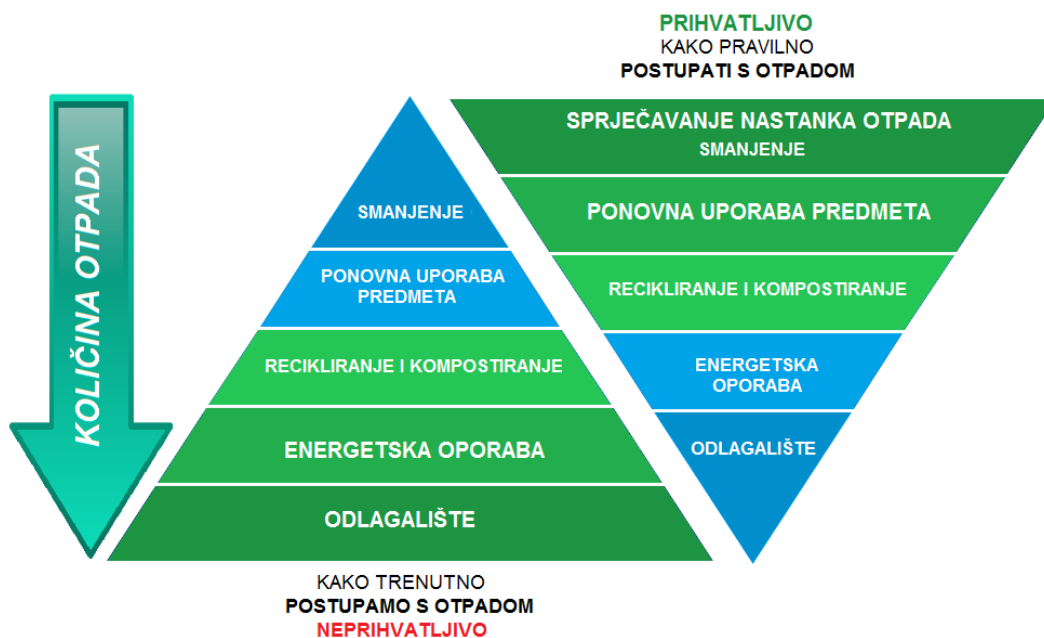 PRIHVATLJIVO
KAKO PRAVILNO
POSTUPATI S OTPADOM
KOLIČINA OTPADA
SMANJENJE
PONOVNA UPORABA
PREDMETA
RECIKLIRANJE I KOMPOSTIRANJE
ENERGETSKA OPORABA
ODLAGALIŠTE
SPRJEČAVANJE NASTANKA OTPADA
SMANJENJE
PONOVNA UPORABA PREDMETA
RECIKLIRANJE I KOMPOSTIRANJE
ENERGETSKA
OPORABA
ODLAGALIŠTE
KAKO TRENUTNO
POSTUPAMO S OTPADOM
NEPRIHVATLJIVO